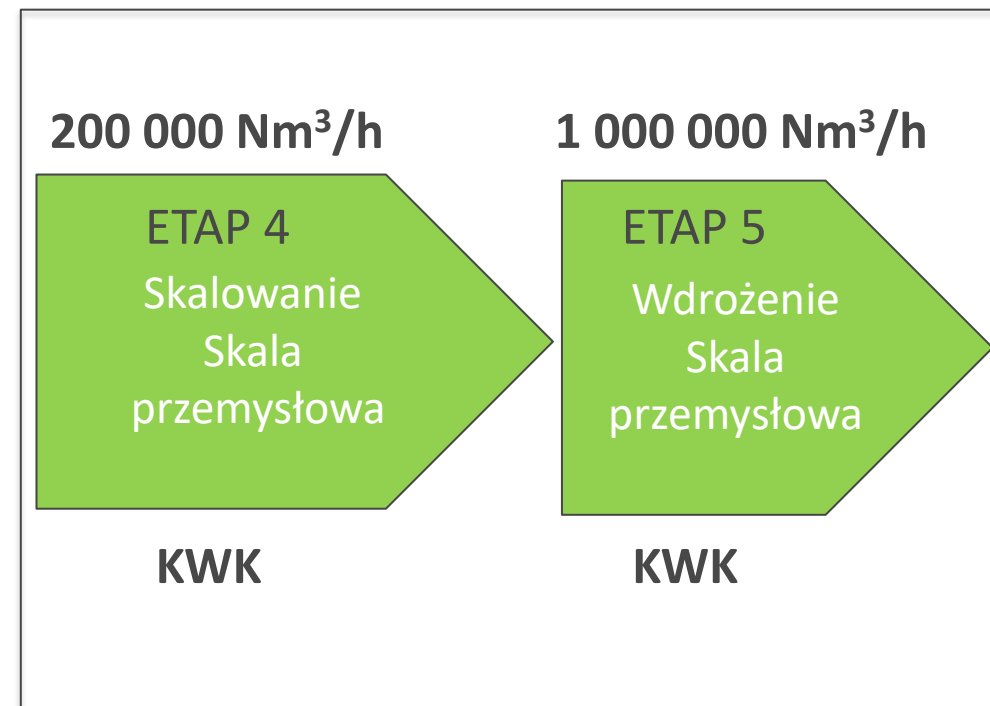 200 000 Nm³/h
ETAP 4
Skalowanie
Skala
przemysłowa
KWK
1 000 000 Nm³/h
ETAP 5
Wdrożenie
Skala
przemysłowa
KWK